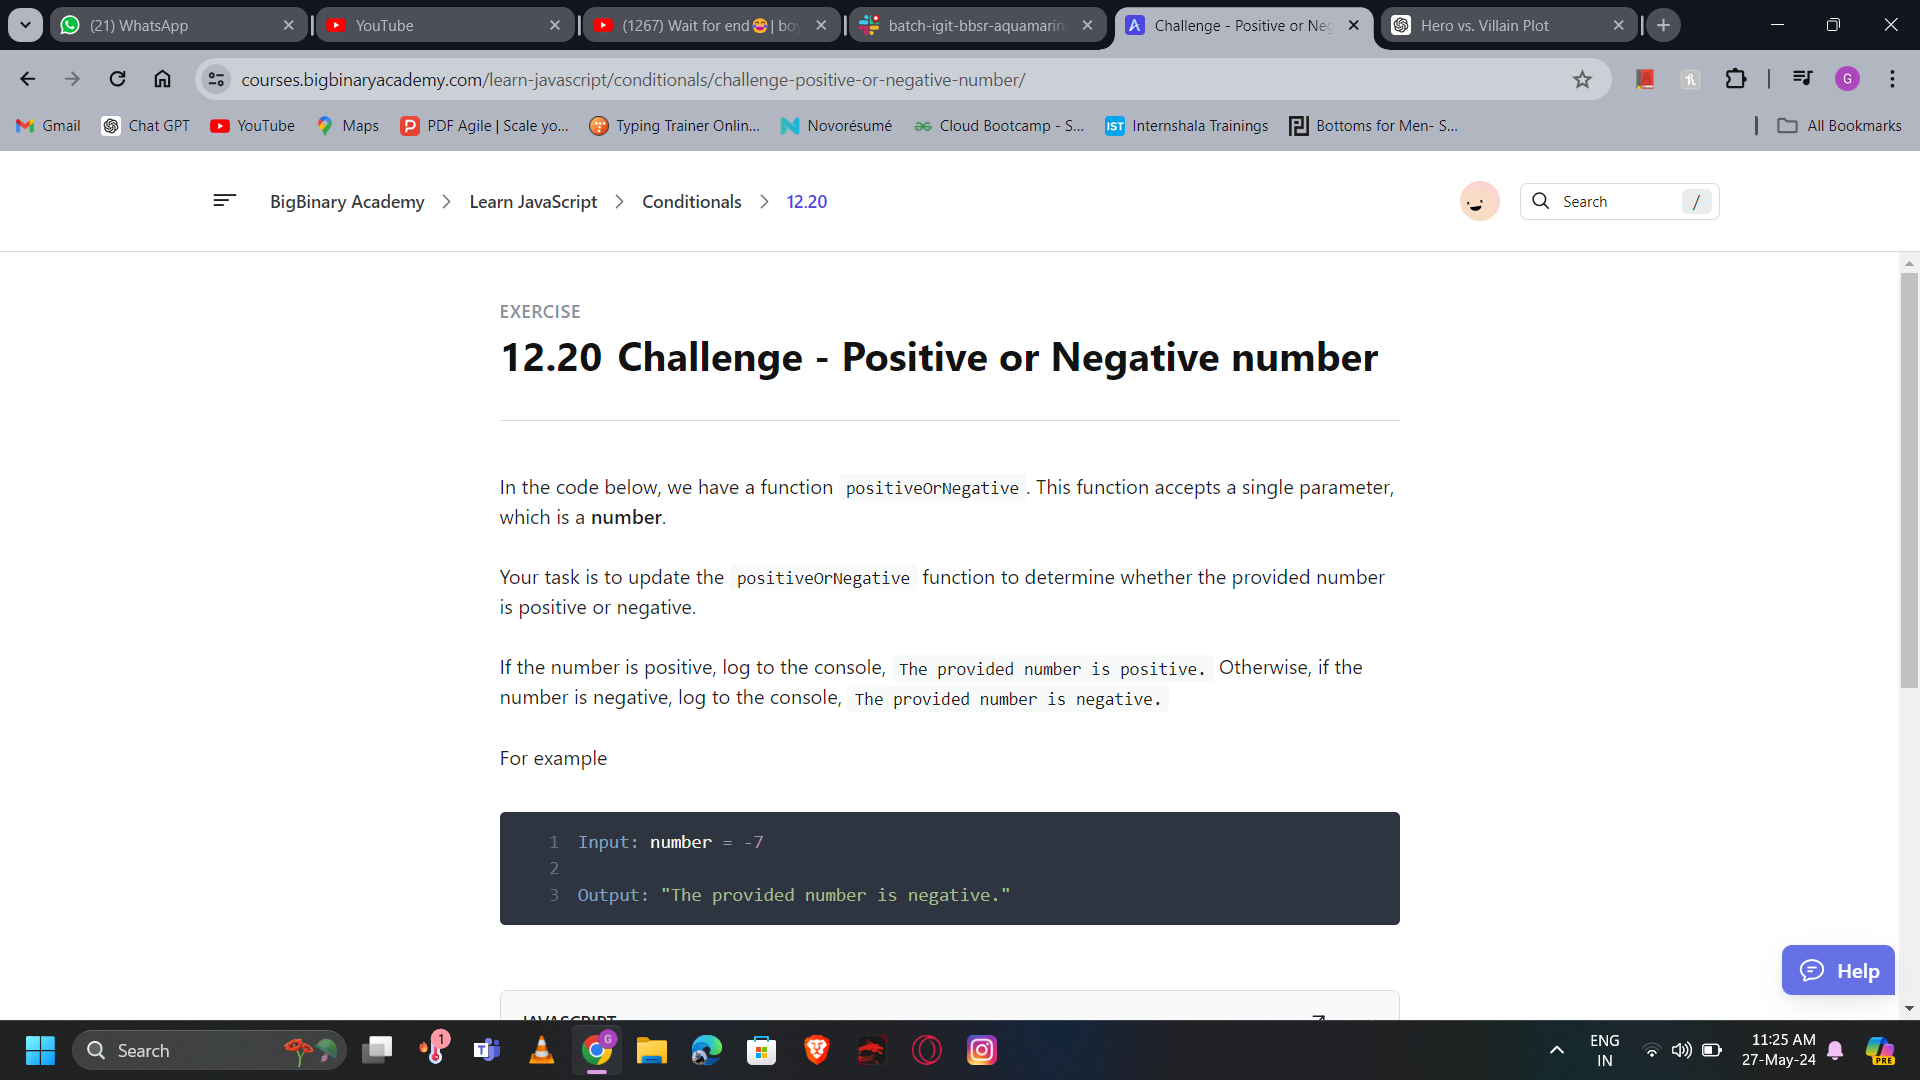 (21) WhatsApp
YouTube
(1267) Wait for end😂| bo
batch-igit-bbsr-aquamarin
Challenge - Positive or Neg
Hero vs. Villain Plot
courses.bigbinaryacademy.com/learn-javascript/conditionals/challenge-positive-or-negative-number/
G
Gmail
Chat GPT
YouTube
Maps
PDF Agile | Scale yo...
Typing Trainer Onlin...
Novorésumé
Cloud Bootcamp - S...
IST Internshala Trainings
Bottoms for Men- S...
All Bookmarks
BigBinary Academy > Learn JavaScript > Conditionals > 12.20
Search /
EXERCISE
12.20 Challenge - Positive or Negative number
In the code below, we have a function positiveOrNegative . This function accepts a single parameter,
which is a number.
Your task is to update the positiveOrNegative function to determine whether the provided number
is positive or negative.
If the number is positive, log to the console, The provided number is positive. Otherwise, if the
number is negative, log to the console, The provided number is negative.
For example
1 Input: number = -7
2
3 Output: "The provided number is negative."
Help
JAVASCRIPT
Search
1
G
ENG
IN
11:25 AM
27-May-24
PRE